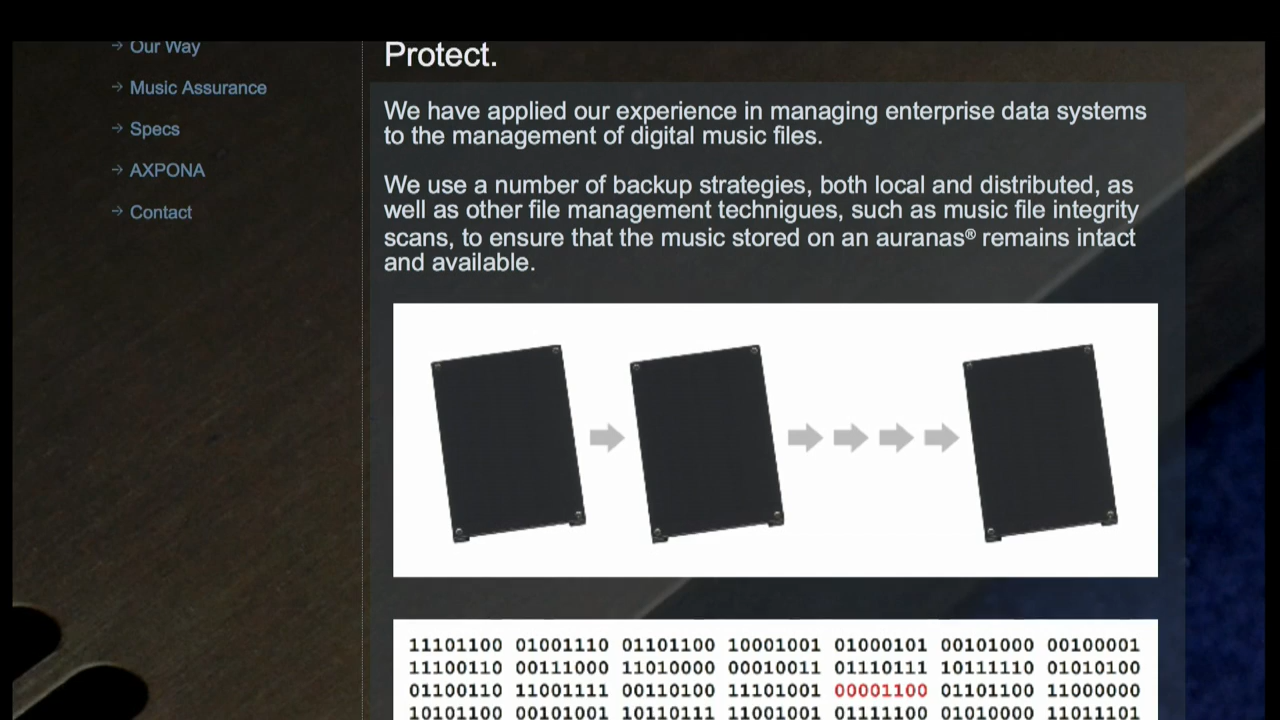 Our Way
Music Assurance
Specs
AXPONA
Contact
Protect.
We have applied our experience in managing enterprise data systems
to the management of digital music files.
We use a number of backup strategies, both local and distributed, as
well as other file management technigues, such as music file integrity
scans, to ensure that the music stored on an auranas® remains intact
and available.
11101100 01001110 01101100 10001001 01000101 00101000 00100001
11100110 00111000 11010000 00010011 01110111 10111110 01010100
01100110 11001111 00110100 11101001 00001100 01101100 11000000
10101100 00101001 10110111 11001001 01111100 01010000 11011101